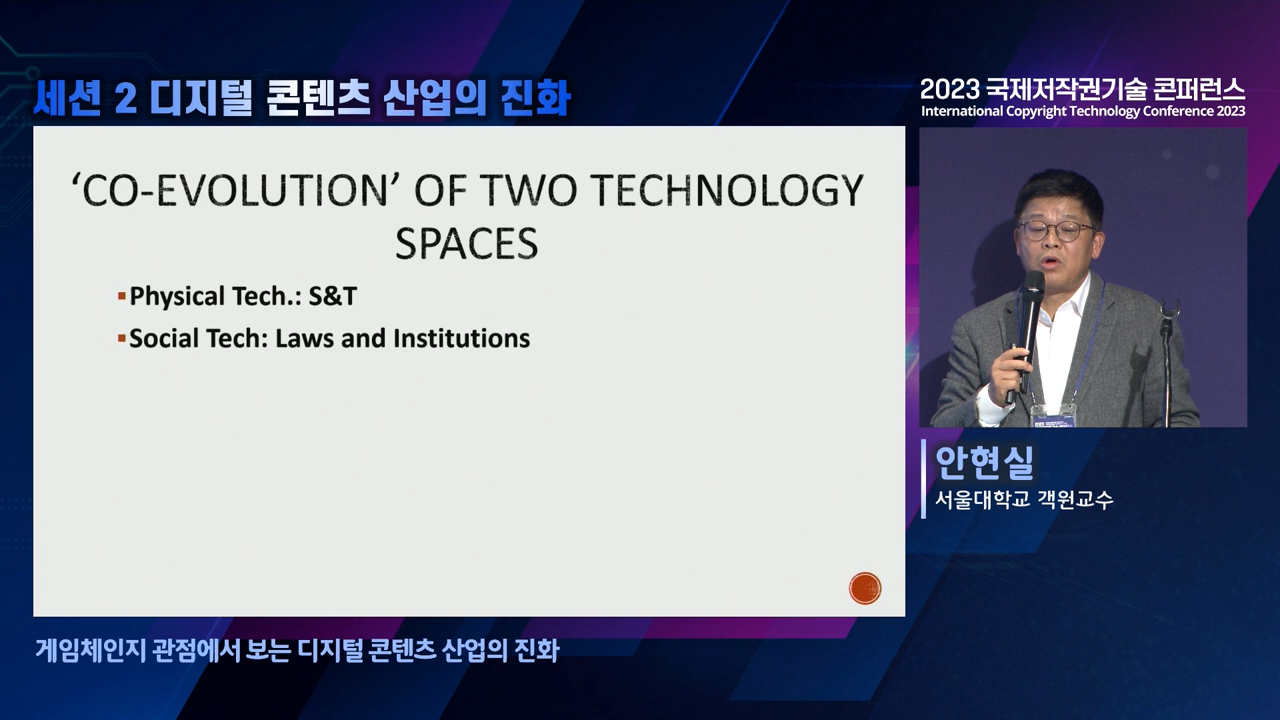 세션 2 디지털 콘텐츠 산업의 진화
2023 국제저작권기술 콘퍼런스
International Copyright Technology Conference 2023
‘CO-EVOLUTION’ OF TWO TECHNOLOGY
SPACES
▪Physical Tech.: S&T
▪Social Tech: Laws and Institutions
안현실
서울대학교 객원교수
게임체인지 관점에서 보는 디지털 콘텐츠 산업의 진화